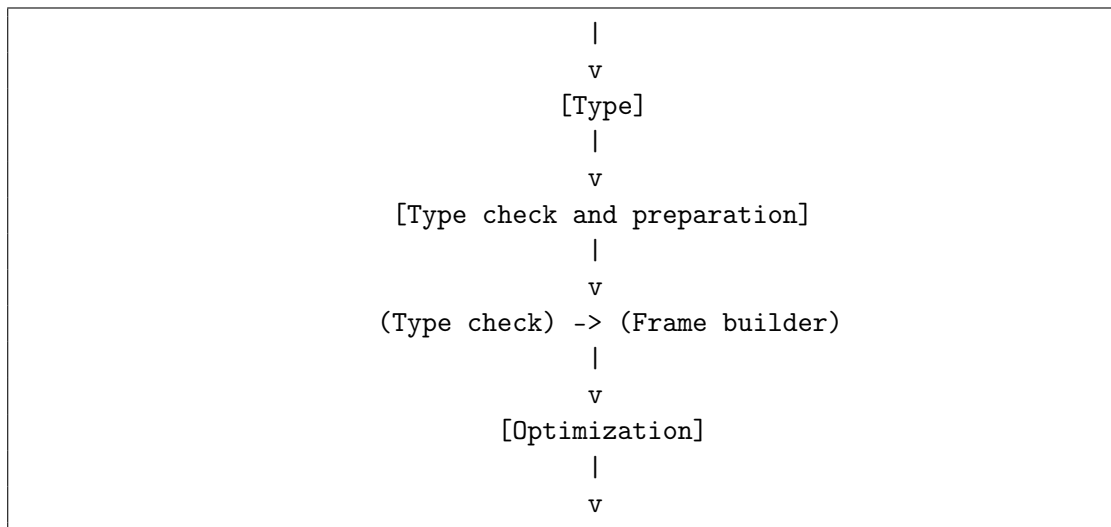 |
v
[Type]
|
v
[Type check and preparation]
|
v
(Type check) -> (Frame builder)
|
v
[Optimization]
|
v